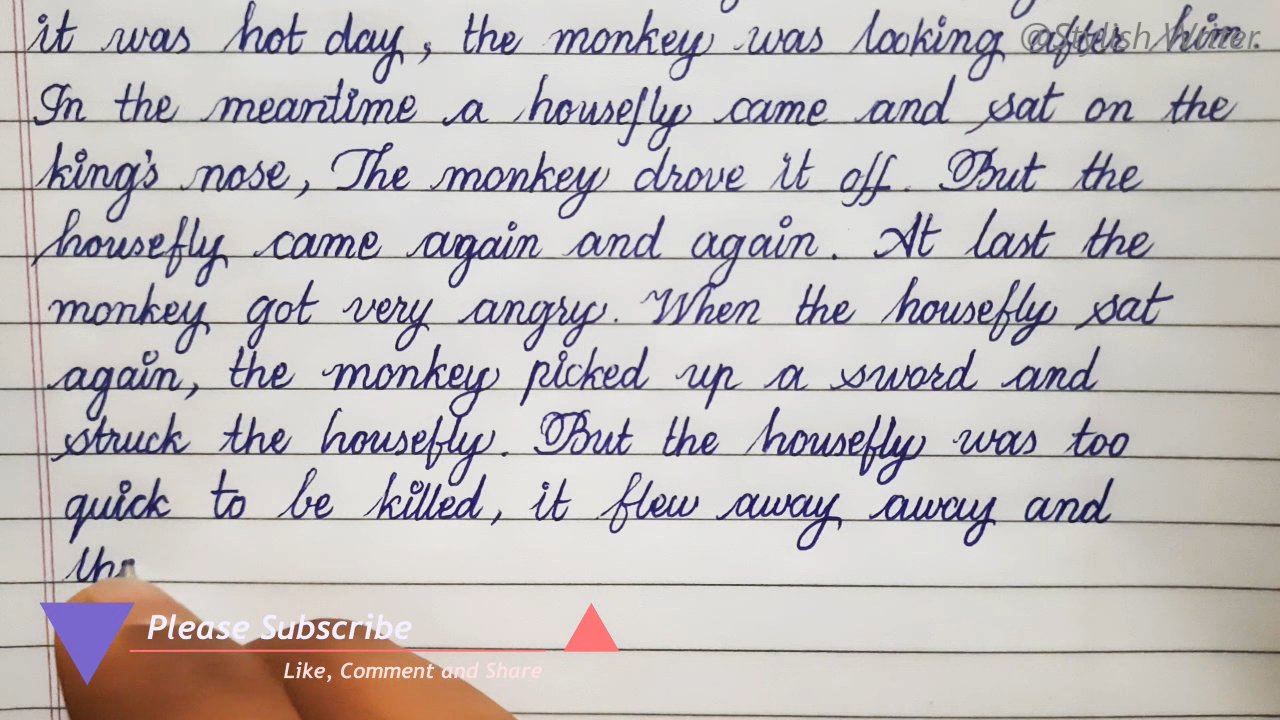 it was hot day, the monkey was looking after him.
@Stylish Writer.
In the meantime a housefly came and sat on the
king's nose, The monkey drove it off. But the
housefly came again and again. At last the
monkey got very angry. When the housefly sat
again, the monkey picked up a sword and
struck the housefly. But the housefly was too
quick to be killed, it flew away away and
Please Subscribe
Like, Comment and Share